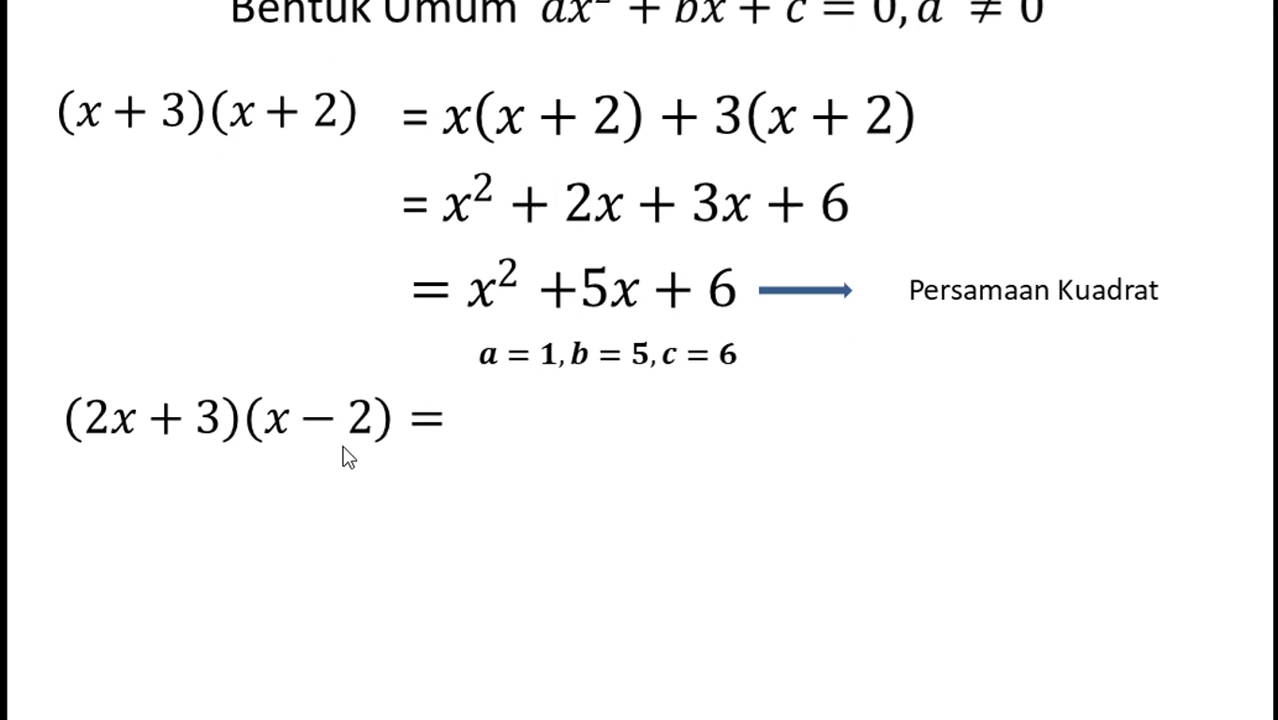 Bentuk Umum ax² + bx + c = 0, a ≠ 0
(x + 3)(x + 2) = x(x + 2) + 3(x + 2)
= x² + 2x + 3x + 6
= x² +5x + 6 Persamaan Kuadrat
a = 1, b = 5, c = 6
(2x + 3)(x − 2) =